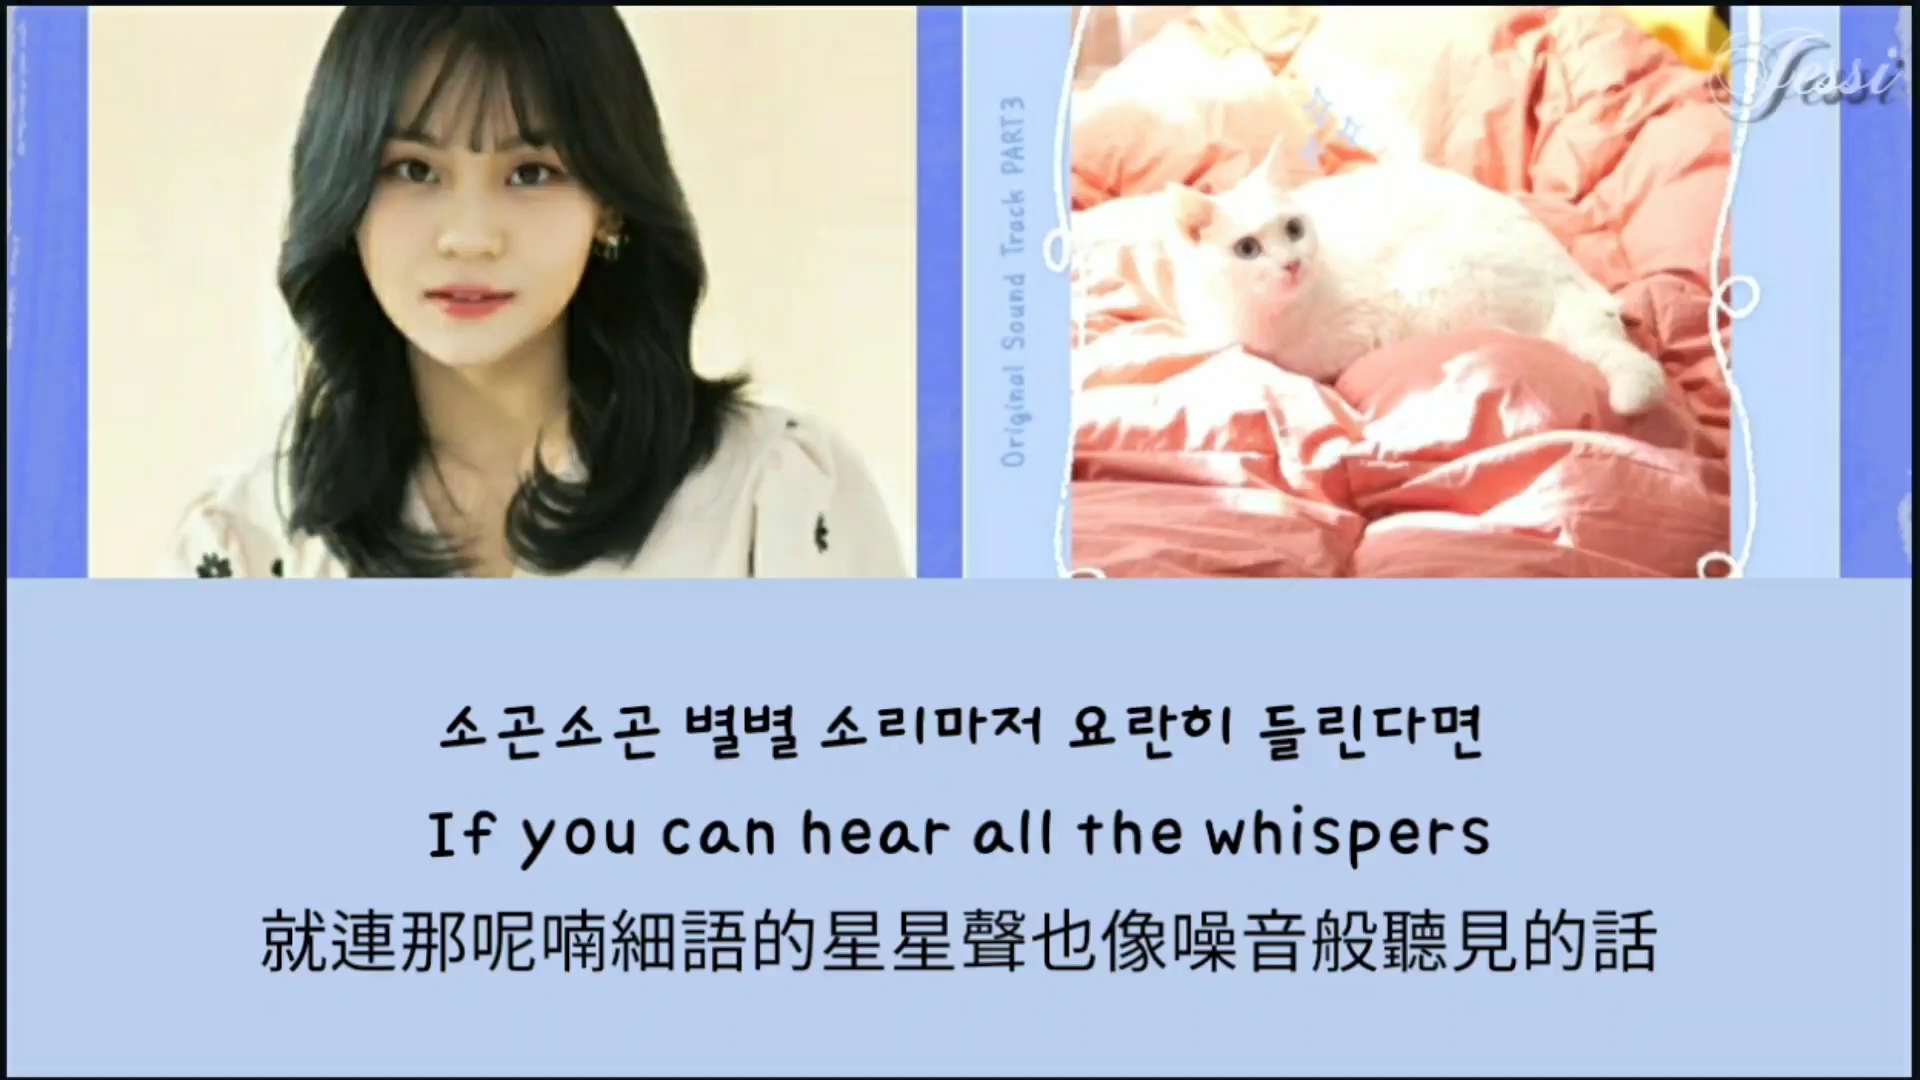 Jessi
Original Sound Track PART3
소곤소곤 별별 소리마저 요란히 들린다면
If you can hear all the whispers
就連那呢喃細語的星星聲也像噪音般聽見的話